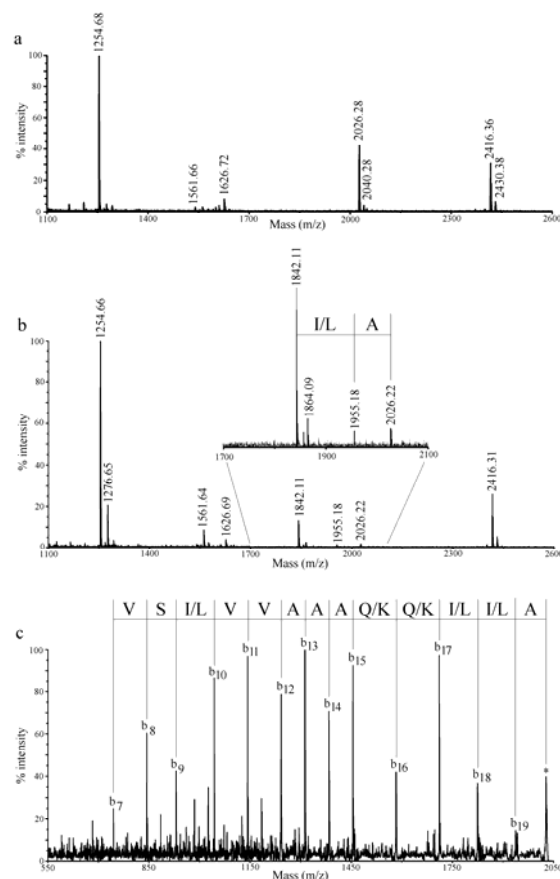 a
1254.68
2026.28
2416.36
2040.28
2430.38
1561.66
1626.72
% intensity
100
80
60
40
20
0
1100 1400 1700 2000 2300 2600
Mass (m/z)
b
1254.66
1842.11
I/L A
1864.09
1955.18
2026.22
1700 1900 2100
1276.65
1561.64
1626.69
1842.11
1955.18
2026.22
2416.31
% intensity
100
80
60
40
20
0
1100 1400 1700 2000 2300 2600
Mass (m/z)
c
V S I/L V V A A A Q/K Q/K I/L I/L A
b7 b8 b9 b10 b11 b12 b13 b14 b15 b16 b17 b18 b19 *
% intensity
100
80
60
40
20
0
350 650 850 1150 1450 1750 2050
Mass (m/z)